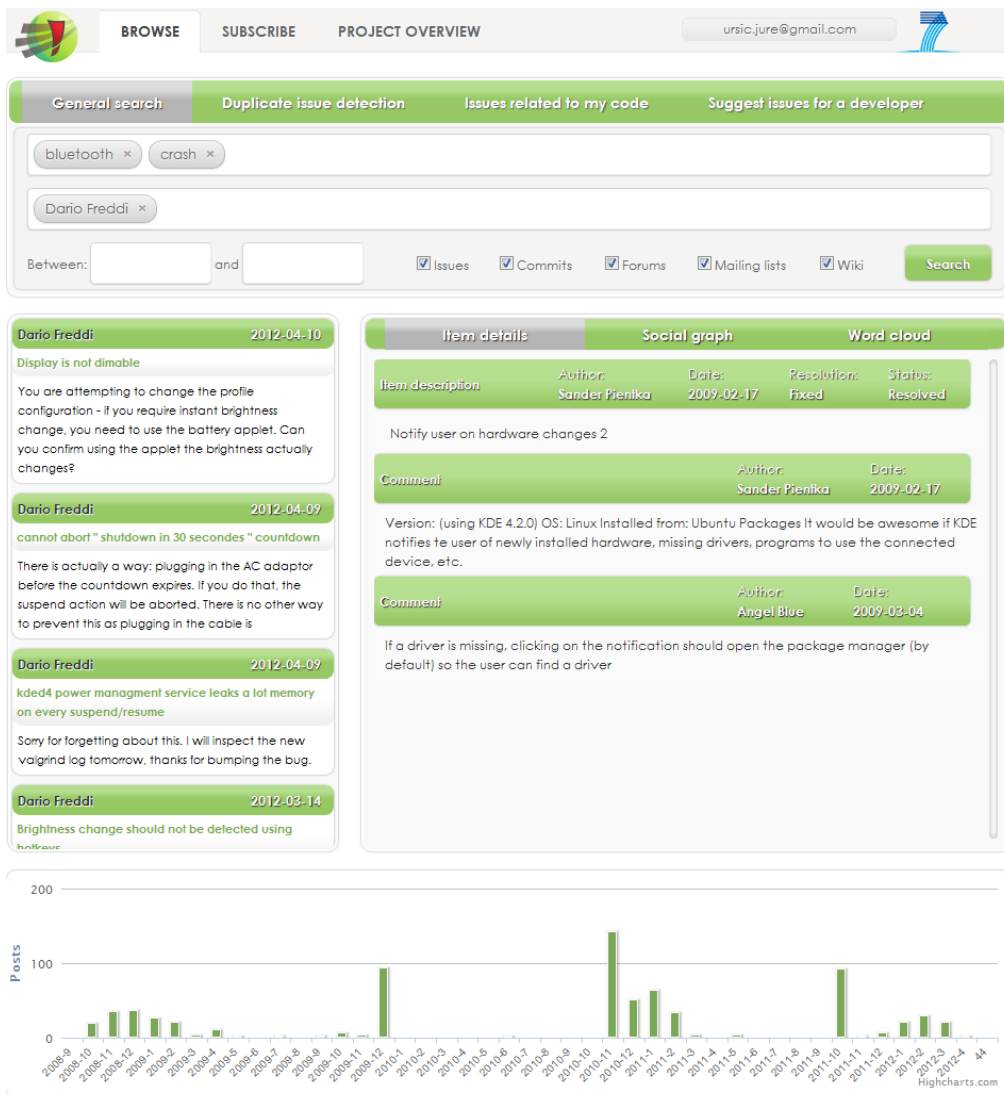 BROWSE SUBSCRIBE PROJECT OVERVIEW ursic.jure@gmail.com
General search Duplicate issue detection Issues related to my code Suggest issues for a developer
bluetooth × crash ×
Dario Freddi ×
Between: and Issues Commits Forums Mailing lists Wiki Search
Dario Freddi 2012-04-10
Display is not dimable
You are attempting to change the profile
configuration - if you require instant brightness
change, you need to use the battery applet. Can
you confirm using the applet the brightness actually
changes?
Dario Freddi 2012-04-09
cannot abort " shutdown in 30 secondes " countdown
There is actually a way: plugging in the AC adaptor
before the countdown expires. If you do that, the
suspend action will be aborted. There is no other way
to prevent this as plugging in the cable is
Dario Freddi 2012-04-09
kded4 power managment service leaks a lot memory
on every suspend/resume
Sorry for forgetting about this. I will inspect the new
valgrind log tomorrow, thanks for bumping the bug.
Dario Freddi 2012-03-14
Brightness change should not be detected using
hotkeys
Item details Social graph Word cloud
Item description Author: Date: Resolution: Status:
Sander Pientka 2009-02-17 Fixed Resolved
Notify user on hardware changes 2
Comment Author: Date:
Sander Pientka 2009-02-17
Version: (using KDE 4.2.0) OS: Linux Installed from: Ubuntu Packages It would be awesome if KDE
notifies te user of newly installed hardware, missing drivers, programs to use the connected
device, etc.
Comment Author: Date:
Angel Blue 2009-03-04
If a driver is missing, clicking on the notification should open the package manager (by
default) so the user can find a driver
200
100
0
Posts
2008-9 2008-10 2008-11 2008-12 2009-1 2009-2 2009-3 2009-4 2009-5 2009-6 2009-7 2009-8 2009-9 2009-10 2009-11 2009-12 2010-1 2010-2 2010-3 2010-4 2010-5 2010-6 2010-7 2010-8 2010-9 2010-10 2010-11 2010-12 2011-1 2011-2 2011-3 2011-4 2011-5 2011-6 2011-7 2011-8 2011-9 2011-10 2011-11 2011-12 2012-1 2012-2 2012-3 2012-4 44
Highcharts.com